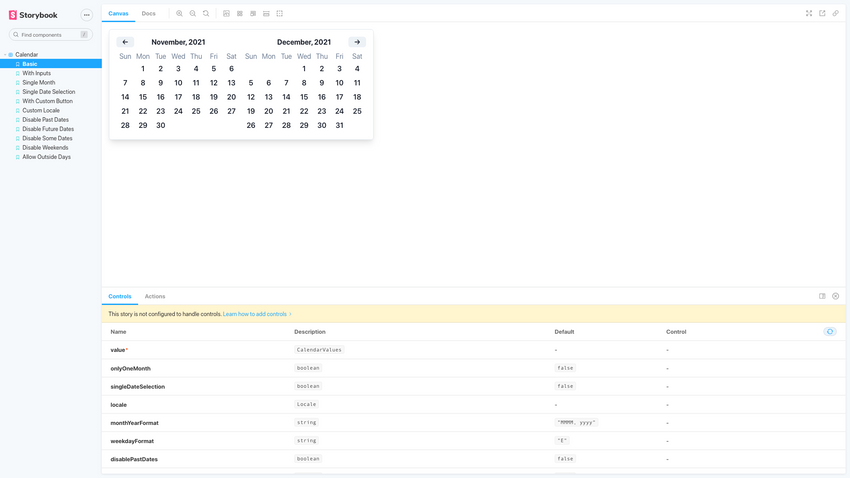 Storybook
Find components
/
Calendar
Basic
With Inputs
Single Month
Single Date Selection
With Custom Button
Custom Locale
Disable Past Dates
Disable Future Dates
Disable Some Dates
Disable Weekends
Allow Outside Days
Canvas Docs
November, 2021
Sun Mon Tue Wed Thu Fri Sat
1 2 3 4 5 6
7 8 9 10 11 12 13
14 15 16 17 18 19 20
21 22 23 24 25 26 27
28 29 30
December, 2021
Sun Mon Tue Wed Thu Fri Sat
1 2 3 4
5 6 7 8 9 10 11
12 13 14 15 16 17 18
19 20 21 22 23 24 25
26 27 28 29 30 31
Controls Actions
This story is not configured to handle controls. Learn how to add controls
Name Description Default Control
value* CalendarValues - -
onlyOneMonth boolean false -
singleDateSelection boolean false -
locale Locale - -
monthYearFormat string "MMMM, yyyy" -
weekdayFormat string "E" -
disablePastDates boolean false -